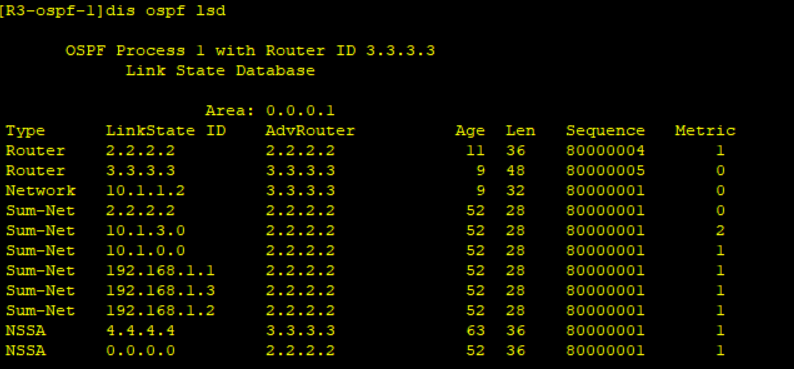 [R3-ospf-1]dis ospf lsd
OSPF Process 1 with Router ID 3.3.3.3
Link State Database
Area: 0.0.0.1
Type LinkState ID AdvRouter Age Len Sequence Metric
Router 2.2.2.2 2.2.2.2 11 36 80000004 1
Router 3.3.3.3 3.3.3.3 9 48 80000005 0
Network 10.1.1.2 3.3.3.3 9 32 80000001 0
Sum-Net 2.2.2.2 2.2.2.2 52 28 80000001 0
Sum-Net 10.1.3.0 2.2.2.2 52 28 80000001 2
Sum-Net 10.1.0.0 2.2.2.2 52 28 80000001 1
Sum-Net 192.168.1.1 2.2.2.2 52 28 80000001 1
Sum-Net 192.168.1.3 2.2.2.2 52 28 80000001 1
Sum-Net 192.168.1.2 2.2.2.2 52 28 80000001 1
NSSA 4.4.4.4 3.3.3.3 63 36 80000001 1
NSSA 0.0.0.0 2.2.2.2 52 36 80000001 1